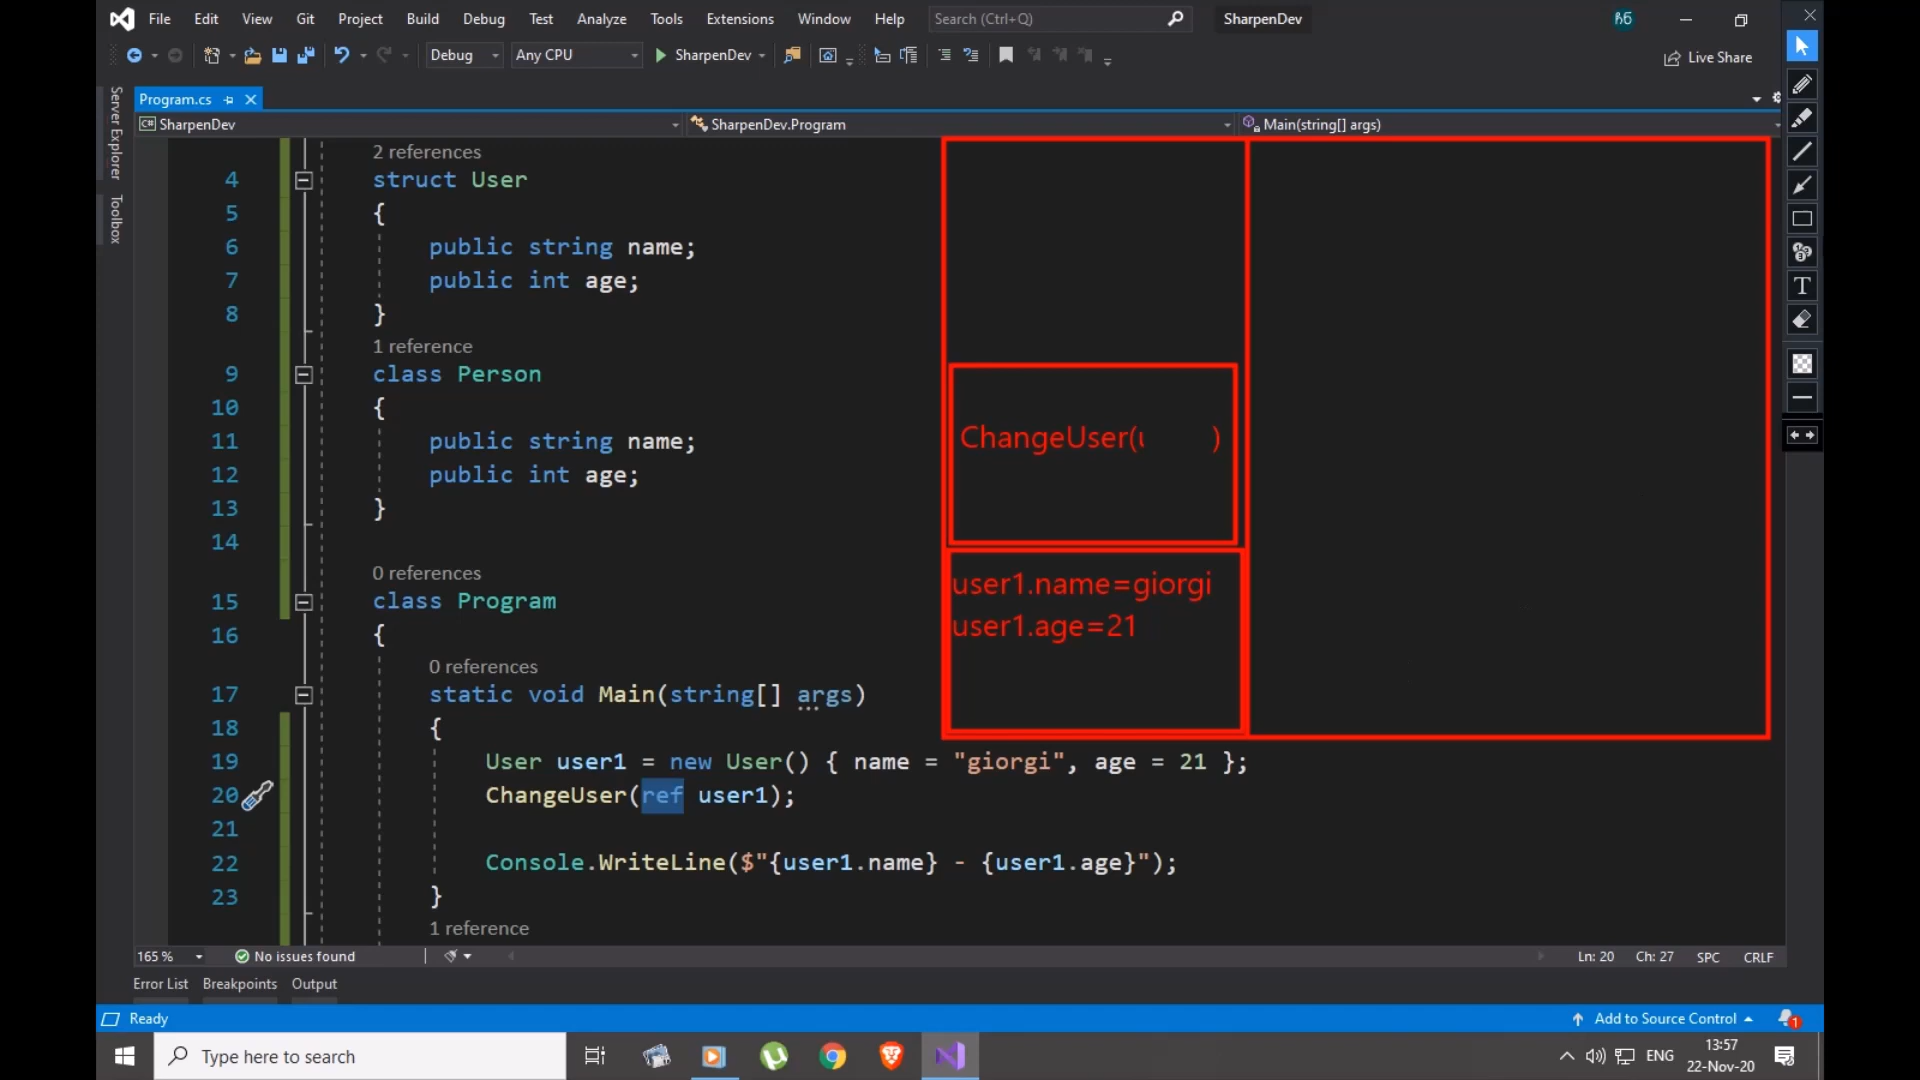 File Edit View Git Project Build Debug Test Analyze Tools Extensions Window Help Search (Ctrl+Q) SharpenDev
Debug Any CPU SharpenDev Live Share
Server Explorer
Toolbox
Program.cs
SharpenDev SharpenDev.Program Main(string[] args)
2 references
4 struct User
5 {
6 public string name;
7 public int age;
8 }
1 reference
9 class Person
10 {
11 public string name;
12 public int age;
13 }
14
0 references
15 class Program
16 {
0 references
17 static void Main(string[] args)
18 {
19 User user1 = new User() { name = "giorgi", age = 21 };
20 ChangeUser(ref user1);
21
22 Console.WriteLine($"{user1.name} - {user1.age}");
23 }
1 reference
ChangeUser( )
user1.name=giorgi
user1.age=21
165 % No issues found Ln: 20 Ch: 27 SPC CRLF
Error List Breakpoints Output
Ready Add to Source Control 1
Type here to search ENG 13:57
22-Nov-20